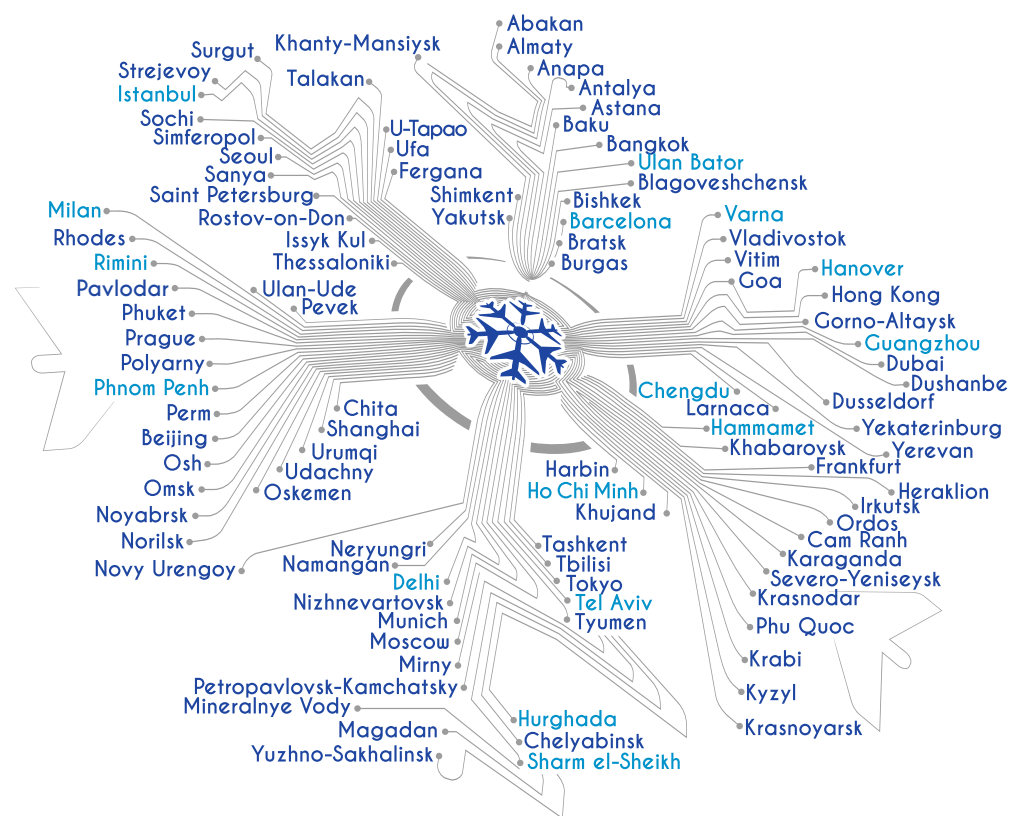 Abakan
Surgut
Khanty-Mansiysk
Almaty
Strejevoy
Talakan
Anapa
Istanbul
Antalya
Sochi
Astana
Simferopol
U-Tapao
Baku
Seoul
Ufa
Bangkok
Sanya
Fergana
Ulan Bator
Saint Petersburg
Shimkent
Blagoveshchensk
Milan
Rostov-on-Don
Yakutsk
Bishkek
Varna
Rhodes
Issyk Kul
Barcelona
Vladivostok
Rimini
Thessaloniki
Bratsk
Vitim
Hanover
Pavlodar
Ulan-Ude
Burgas
Goa
Hong Kong
Phuket
Pevek
Gorno-Altaysk
Prague
Guangzhou
Polyarny
Dubai
Phnom Penh
Chengdu
Dushanbe
Perm
Chita
Larnaca
Dusseldorf
Beijing
Shanghai
Hammamet
Yekaterinburg
Osh
Urumqi
Khabarovsk
Yerevan
Omsk
Udachny
Harbin
Frankfurt
Oskemen
Ho Chi Minh
Heraklion
Noyabrsk
Khujand
Irkutsk
Norilsk
Ordos
Novy Urengoy
Neryungri
Tashkent
Cam Ranh
Namangan
Tbilisi
Karaganda
Delhi
Tokyo
Severo-Yeniseysk
Nizhnevartovsk
Tel Aviv
Krasnodar
Munich
Tyumen
Phu Quoc
Moscow
Mirny
Krabi
Petropavlovsk-Kamchatsky
Kyzyl
Mineralnye Vody
Hurghada
Krasnoyarsk
Magadan
Chelyabinsk
Yuzhno-Sakhalinsk
Sharm el-Sheikh